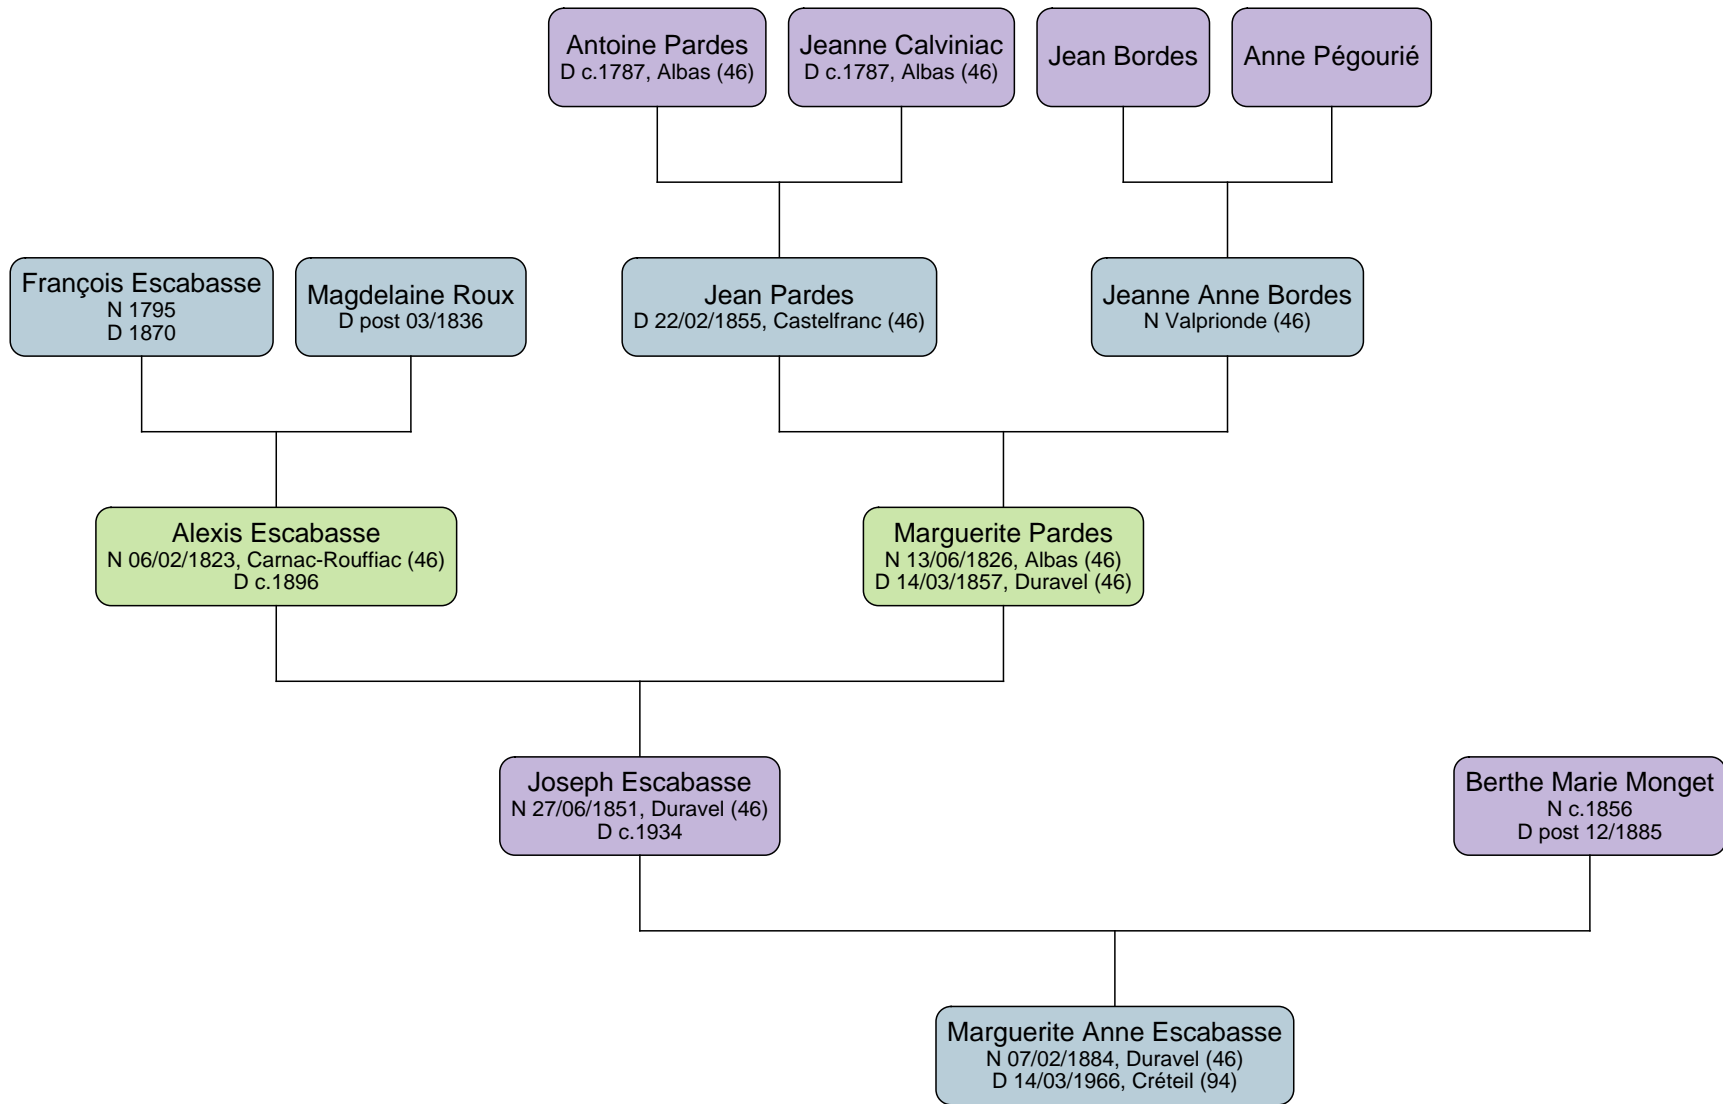 Antoine Pardes
D c.1787, Albas (46)
Jeanne Calviniac
D c.1787, Albas (46)
Jean Bordes
Anne Pégourié
François Escabasse
N 1795
D 1870
Magdelaine Roux
D post 03/1836
Jean Pardes
D 22/02/1855, Castelfranc (46)
Jeanne Anne Bordes
N Valprionde (46)
Alexis Escabasse
N 06/02/1823, Carnac-Rouffiac (46)
D c.1896
Marguerite Pardes
N 13/06/1826, Albas (46)
D 14/03/1857, Duravel (46)
Joseph Escabasse
N 27/06/1851, Duravel (46)
D c.1934
Berthe Marie Monget
N c.1856
D post 12/1885
Marguerite Anne Escabasse
N 07/02/1884, Duravel (46)
D 14/03/1966, Créteil (94)